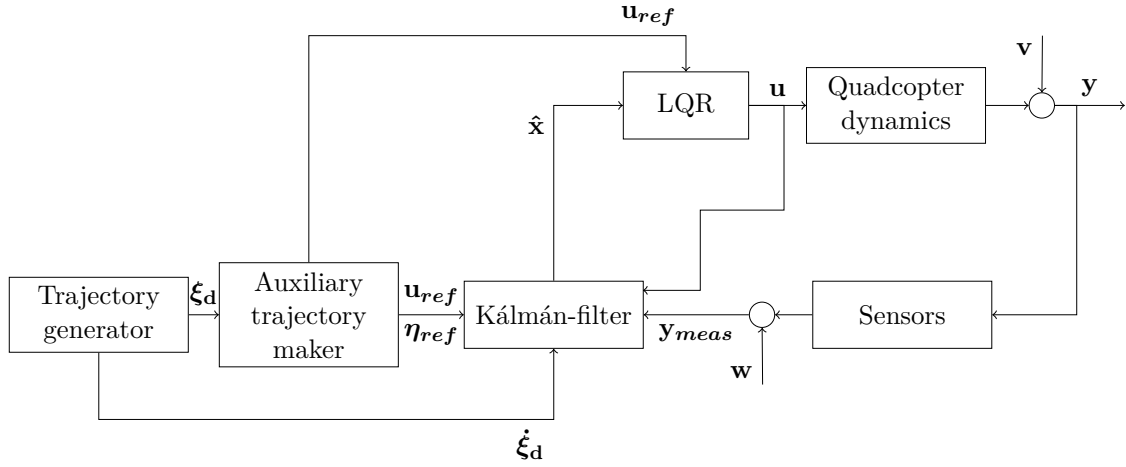 u_ref
v
LQR
u
Quadcopter
dynamics
y
x̂
Trajectory
generator
ξ_d
Auxiliary
trajectory
maker
u_ref
η_ref
Kálmán-filter
y_meas
Sensors
w
ξ̇_d